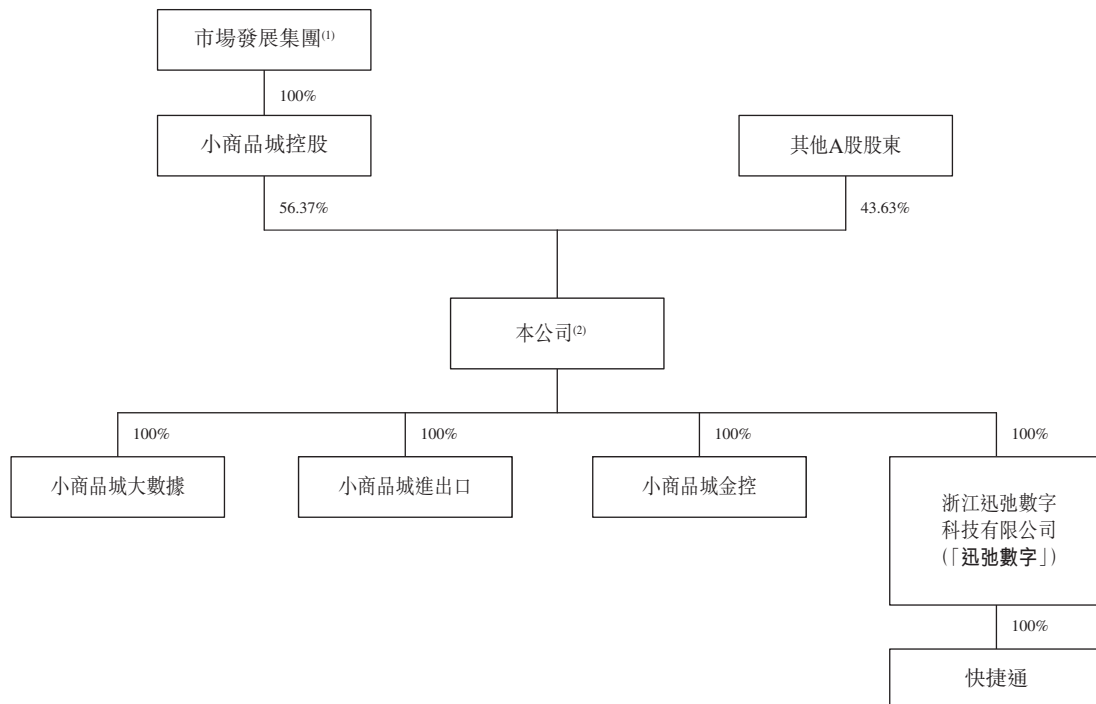 市場發展集團(1)
100%
小商品城控股
其他A股股東
56.37%
43.63%
本公司(2)
100%
100%
100%
100%
小商品城大數據
小商品城進出口
小商品城金控
浙江迅弛數字
科技有限公司
(「迅弛數字」)
100%
快捷通